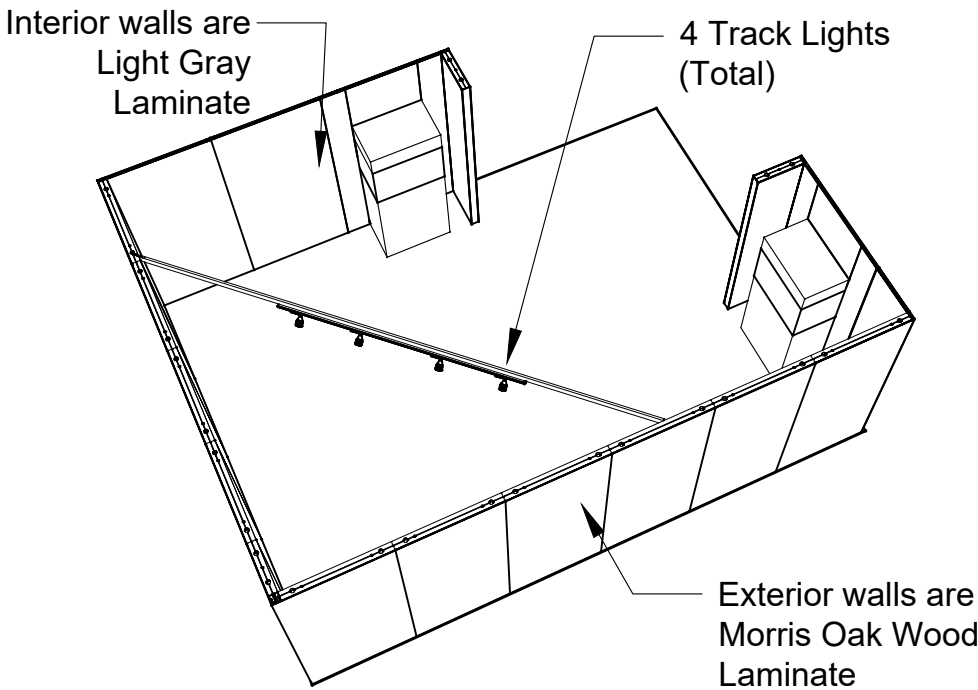 Interior walls are
Light Gray
Laminate
4 Track Lights
(Total)
Exterior walls are
Morris Oak Wood
Laminate